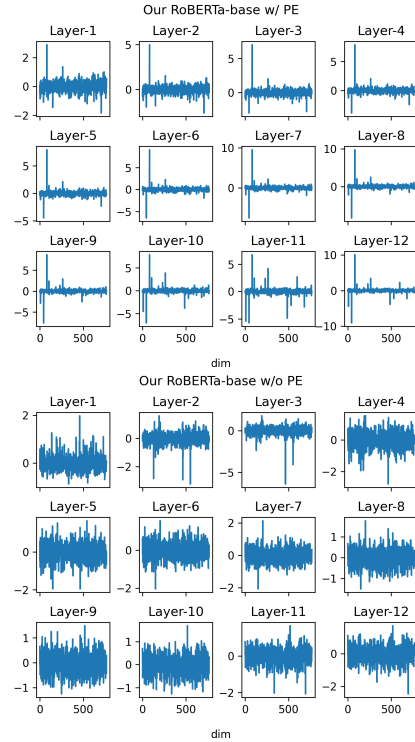 Our RoBERTa-base w/ PE
Layer-1 Layer-2 Layer-3 Layer-4
2 0 −2
5 0
5 0
5 0
Layer-5 Layer-6 Layer-7 Layer-8
5 0 −5
5 0 −5
10 0
10 0
Layer-9 Layer-10 Layer-11 Layer-12
5 0 −5
5 0 −5
5 0 −5
10 0 −10
0 500 0 500 0 500 0 500
dim
Our RoBERTa-base w/o PE
Layer-1 Layer-2 Layer-3 Layer-4
2 0
0 −2
0 −5
0 −2
Layer-5 Layer-6 Layer-7 Layer-8
0 −2
0 −2
2 0 −2
1 0 −1
Layer-9 Layer-10 Layer-11 Layer-12
1 0 −1
1 0 −1
0 −2
0 −2
0 500 0 500 0 500 0 500
dim